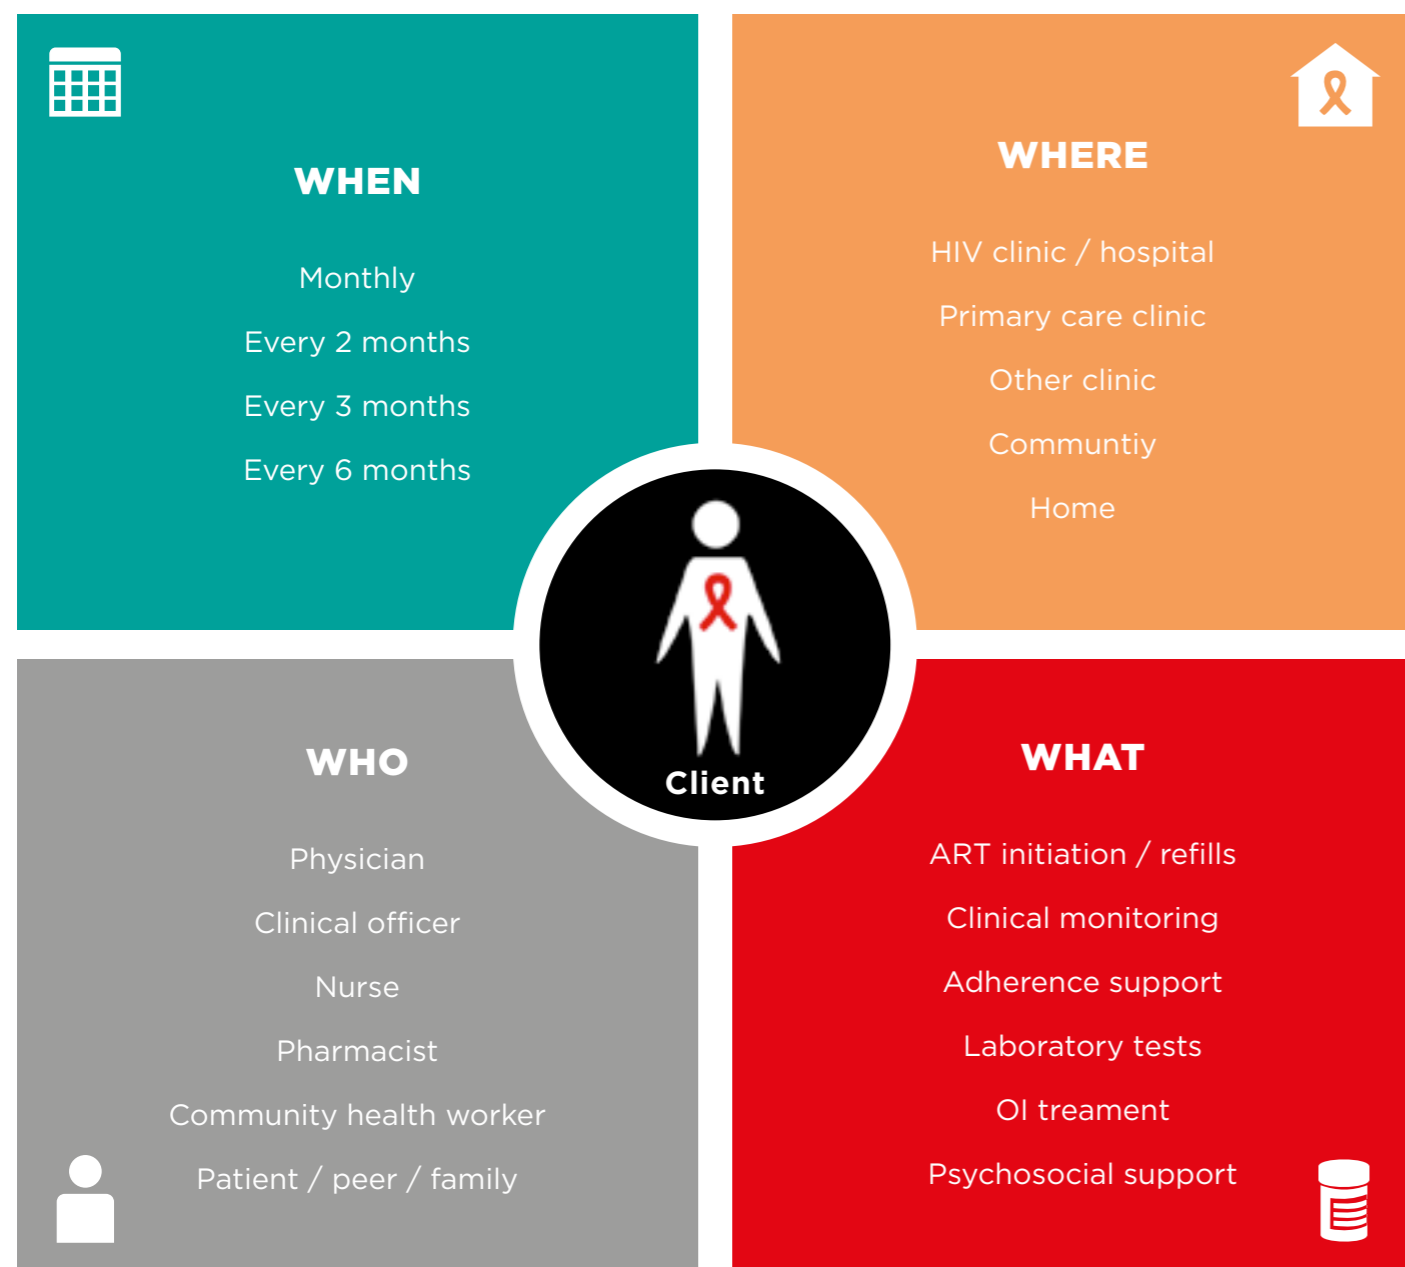 WHEN
Monthly
Every 2 months
Every 3 months
Every 6 months
WHERE
HIV clinic / hospital
Primary care clinic
Other clinic
Communtiy
Home
Client
WHO
Physician
Clinical officer
Nurse
Pharmacist
Community health worker
Patient / peer / family
WHAT
ART initiation / refills
Clinical monitoring
Adherence support
Laboratory tests
OI treament
Psychosocial support